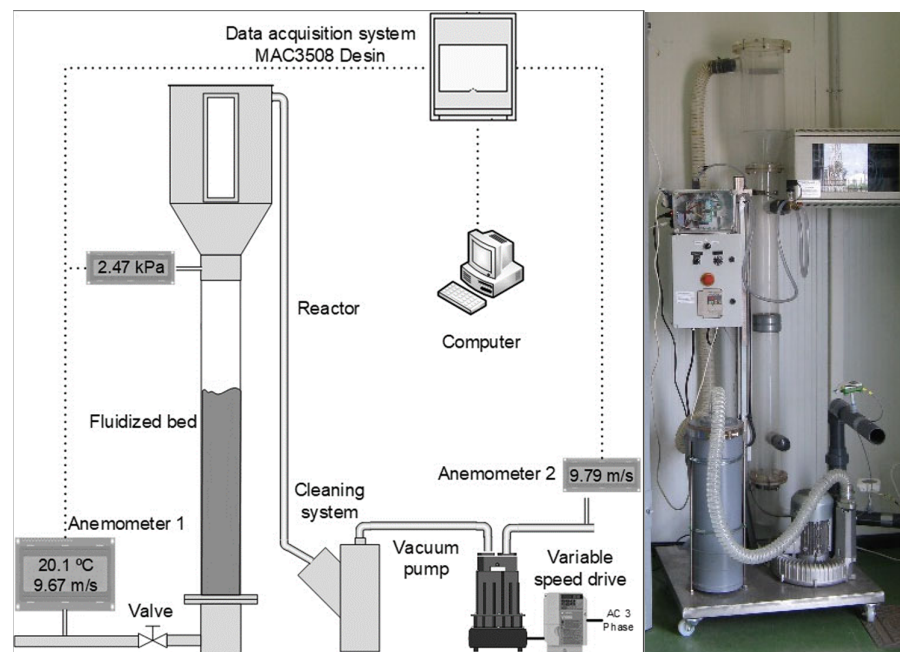 Data acquisition system
MAC3508 Desin
2.47 kPa
Reactor
Computer
Fluidized bed
Anemometer 2
9.79 m/s
Cleaning
system
Anemometer 1
20.1 ºC
9.67 m/s
Vacuum
pump
Variable
speed drive
Valve
AC 3
Phase